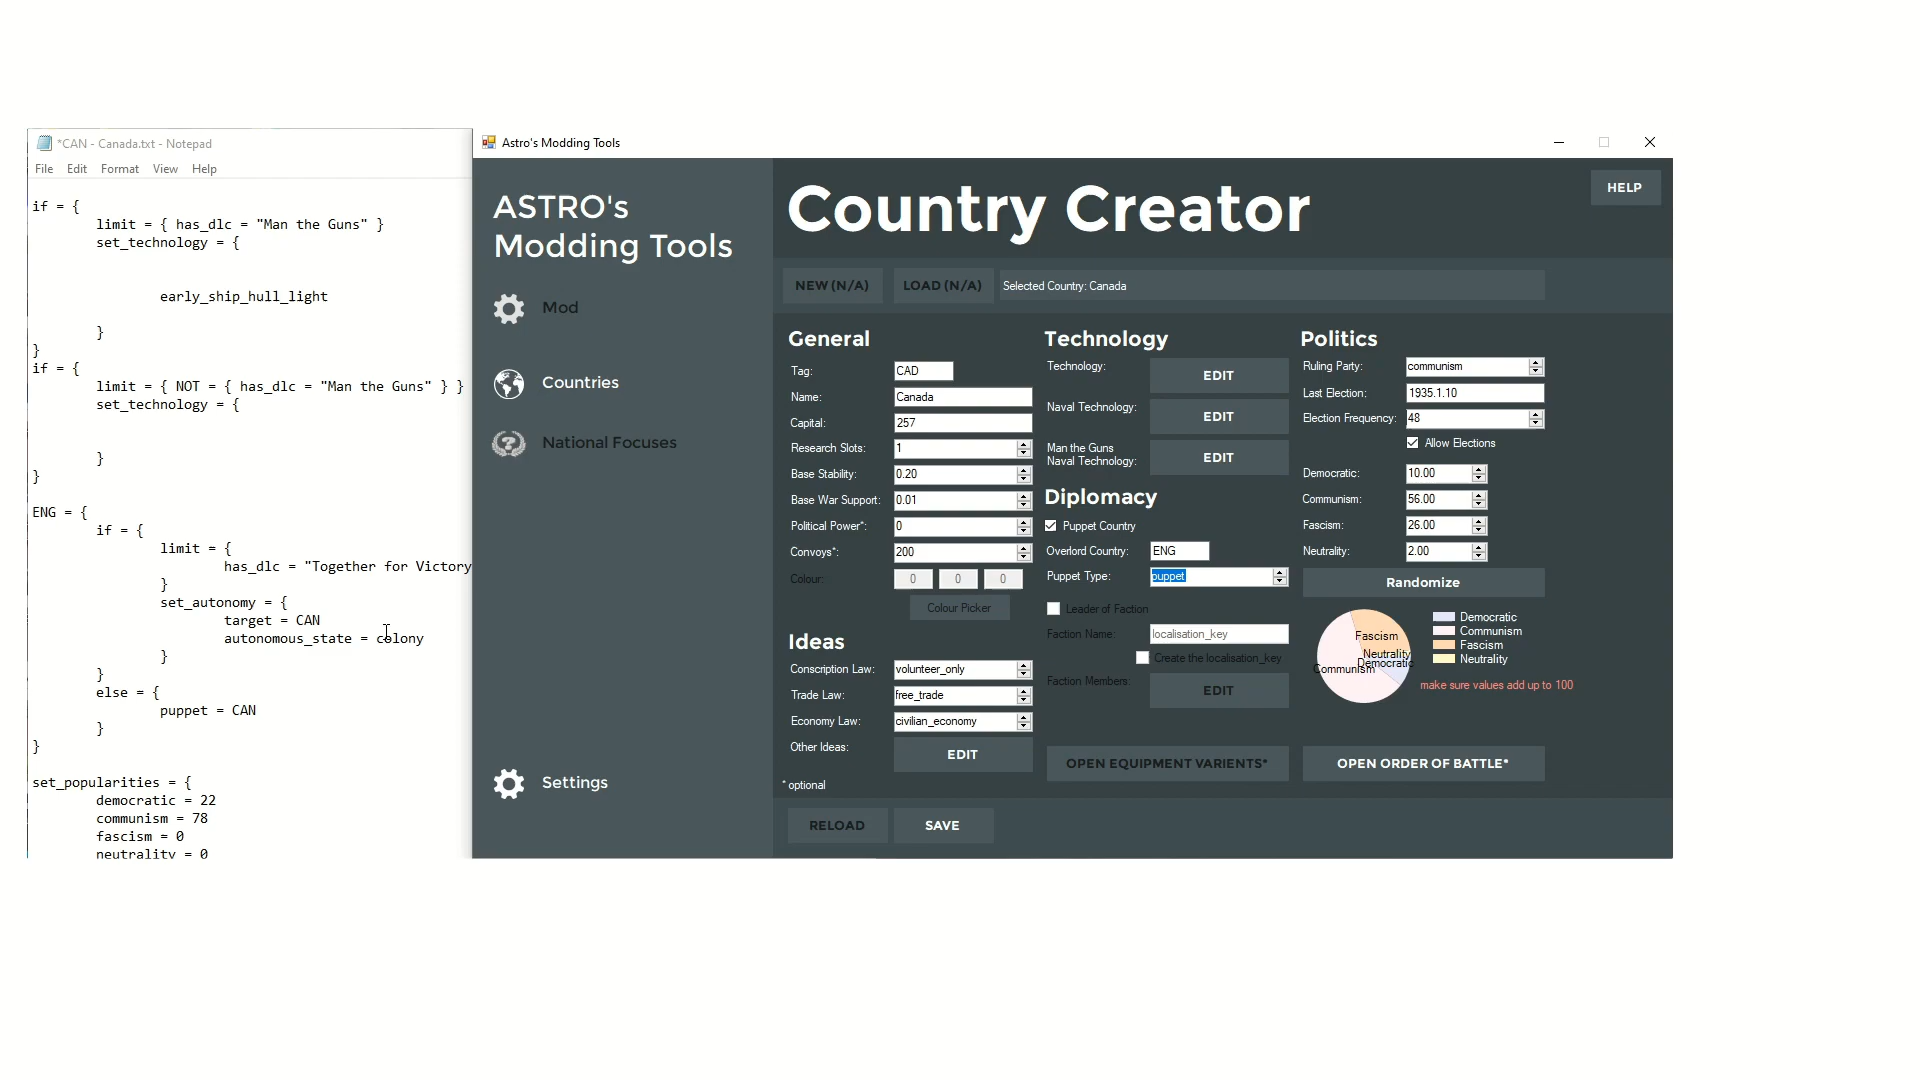 *CAN - Canada.txt - Notepad
File Edit Format View Help
if = {
limit = { has_dlc = "Man the Guns" }
set_technology = {
early_ship_hull_light
}
}
if = {
limit = { NOT = { has_dlc = "Man the Guns" } }
set_technology = {
}
}
ENG = {
if = {
limit = {
has_dlc = "Together for Victory
}
set_autonomy = {
target = CAN
autonomous_state = colony
}
}
else = {
puppet = CAN
}
}
set_popularities = {
democratic = 22
communism = 78
fascism = 0
neutrality = 0
Astro's Modding Tools
ASTRO's
Modding Tools
Mod
Countries
National Focuses
Settings
Country Creator
HELP
NEW (N/A) LOAD (N/A) Selected Country: Canada
General
Tag: CAD
Name: Canada
Capital: 257
Research Slots: 1
Base Stability: 0.20
Base War Support: 0.01
Political Power*: 0
Convoys*: 200
Colour: 0 0 0
Colour Picker
Ideas
Conscription Law: volunteer_only
Trade Law: free_trade
Economy Law: civilian_economy
Other Ideas: EDIT
* optional
Technology
Technology: EDIT
Naval Technology: EDIT
Man the Guns
Naval Technology: EDIT
Diplomacy
Puppet Country
Overlord Country: ENG
Puppet Type: puppet
Leader of Faction
Faction Name: localisation_key
Create the localisation_key
Faction Members: EDIT
OPEN EQUIPMENT VARIENTS*
Politics
Ruling Party: communism
Last Election: 1935.1.10
Election Frequency: 48
Allow Elections
Democratic: 10.00
Communism: 56.00
Fascism: 26.00
Neutrality: 2.00
Randomize
Fascism
Neutrality
Democratic
Communism
Democratic
Communism
Fascism
Neutrality
make sure values add up to 100
OPEN ORDER OF BATTLE*
RELOAD SAVE